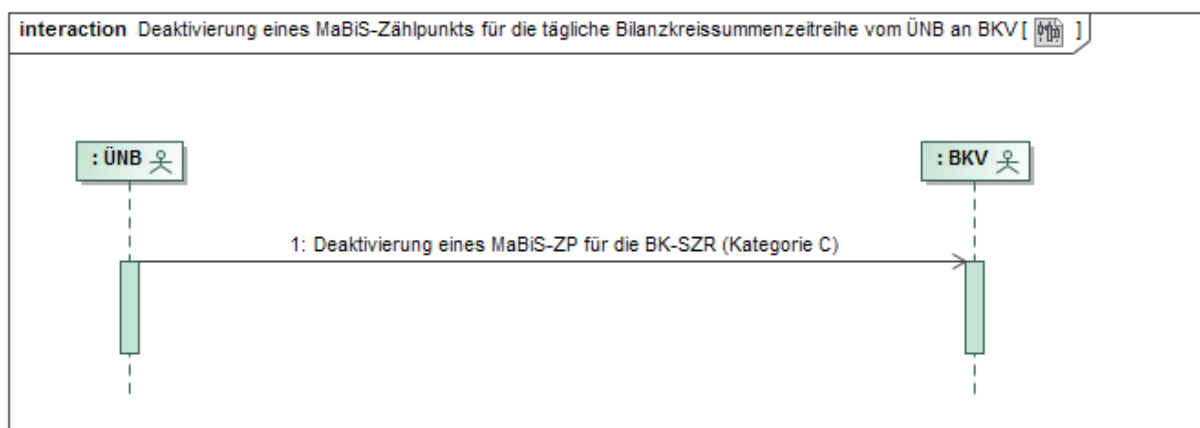 interaction Deaktivierung eines MaBiS-Zählpunkts für die tägliche Bilanzkreissummenzeitreihe vom ÜNB an BKV [ ]
: ÜNB
: BKV
1: Deaktivierung eines MaBiS-ZP für die BK-SZR (Kategorie C)